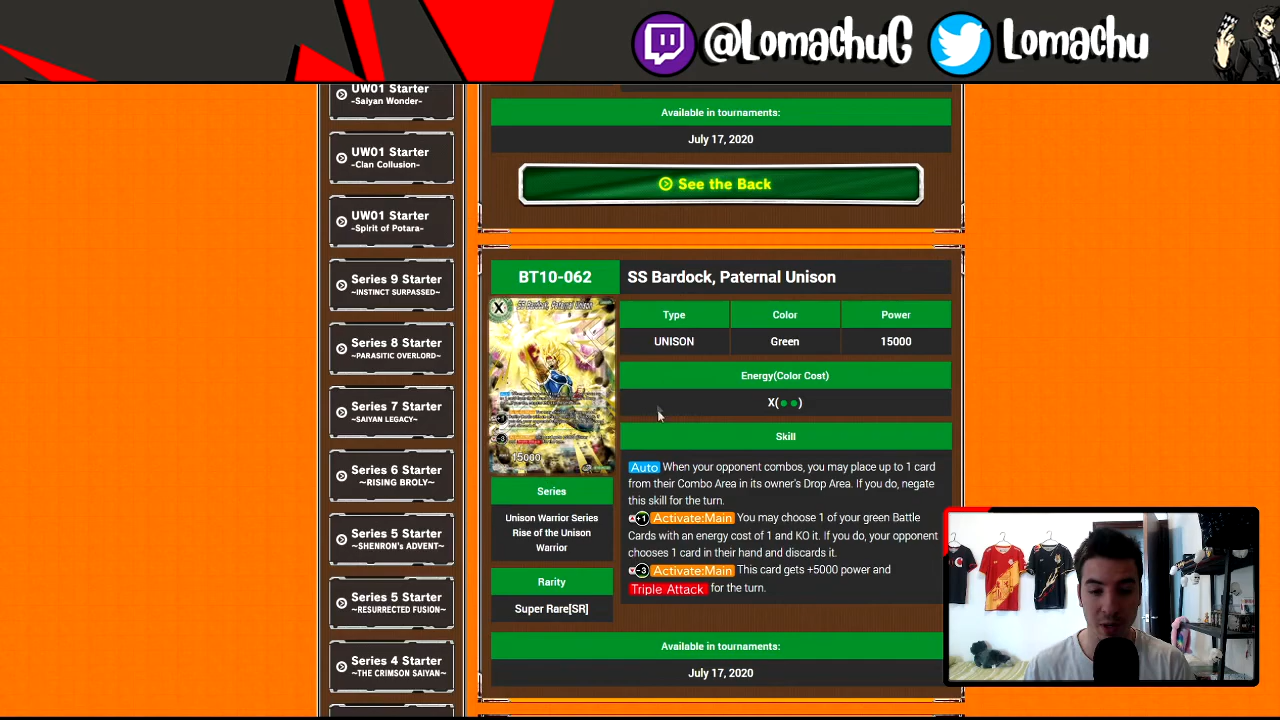 @LomachuG
Lomachu
UW01 Starter
-Saiyan Wonder-
UW01 Starter
-Clan Collusion-
UW01 Starter
-Spirit of Potara-
Series 9 Starter
~INSTINCT SURPASSED~
Series 8 Starter
~PARASITIC OVERLORD~
Series 7 Starter
~SAIYAN LEGACY~
Series 6 Starter
~RISING BROLY~
Series 5 Starter
~SHENRON's ADVENT~
Series 5 Starter
~RESURRECTED FUSION~
Series 4 Starter
~THE CRIMSON SAIYAN~
Available in tournaments:
July 17, 2020
See the Back
BT10-062
SS Bardock, Paternal Unison
X
SS Bardock, Paternal Unison
15000
Type
Color
Power
UNISON
Green
15000
Energy(Color Cost)
X(●●)
Skill
Auto When your opponent combos, you may place up to 1 card
from their Combo Area in its owner's Drop Area. If you do, negate
this skill for the turn.
+1 Activate:Main You may choose 1 of your green Battle
Cards with an energy cost of 1 and KO it. If you do, your opponent
chooses 1 card in their hand and discards it.
-3 Activate:Main This card gets +5000 power and
Triple Attack for the turn.
Series
Unison Warrior Series
Rise of the Unison
Warrior
Rarity
Super Rare[SR]
Available in tournaments:
July 17, 2020